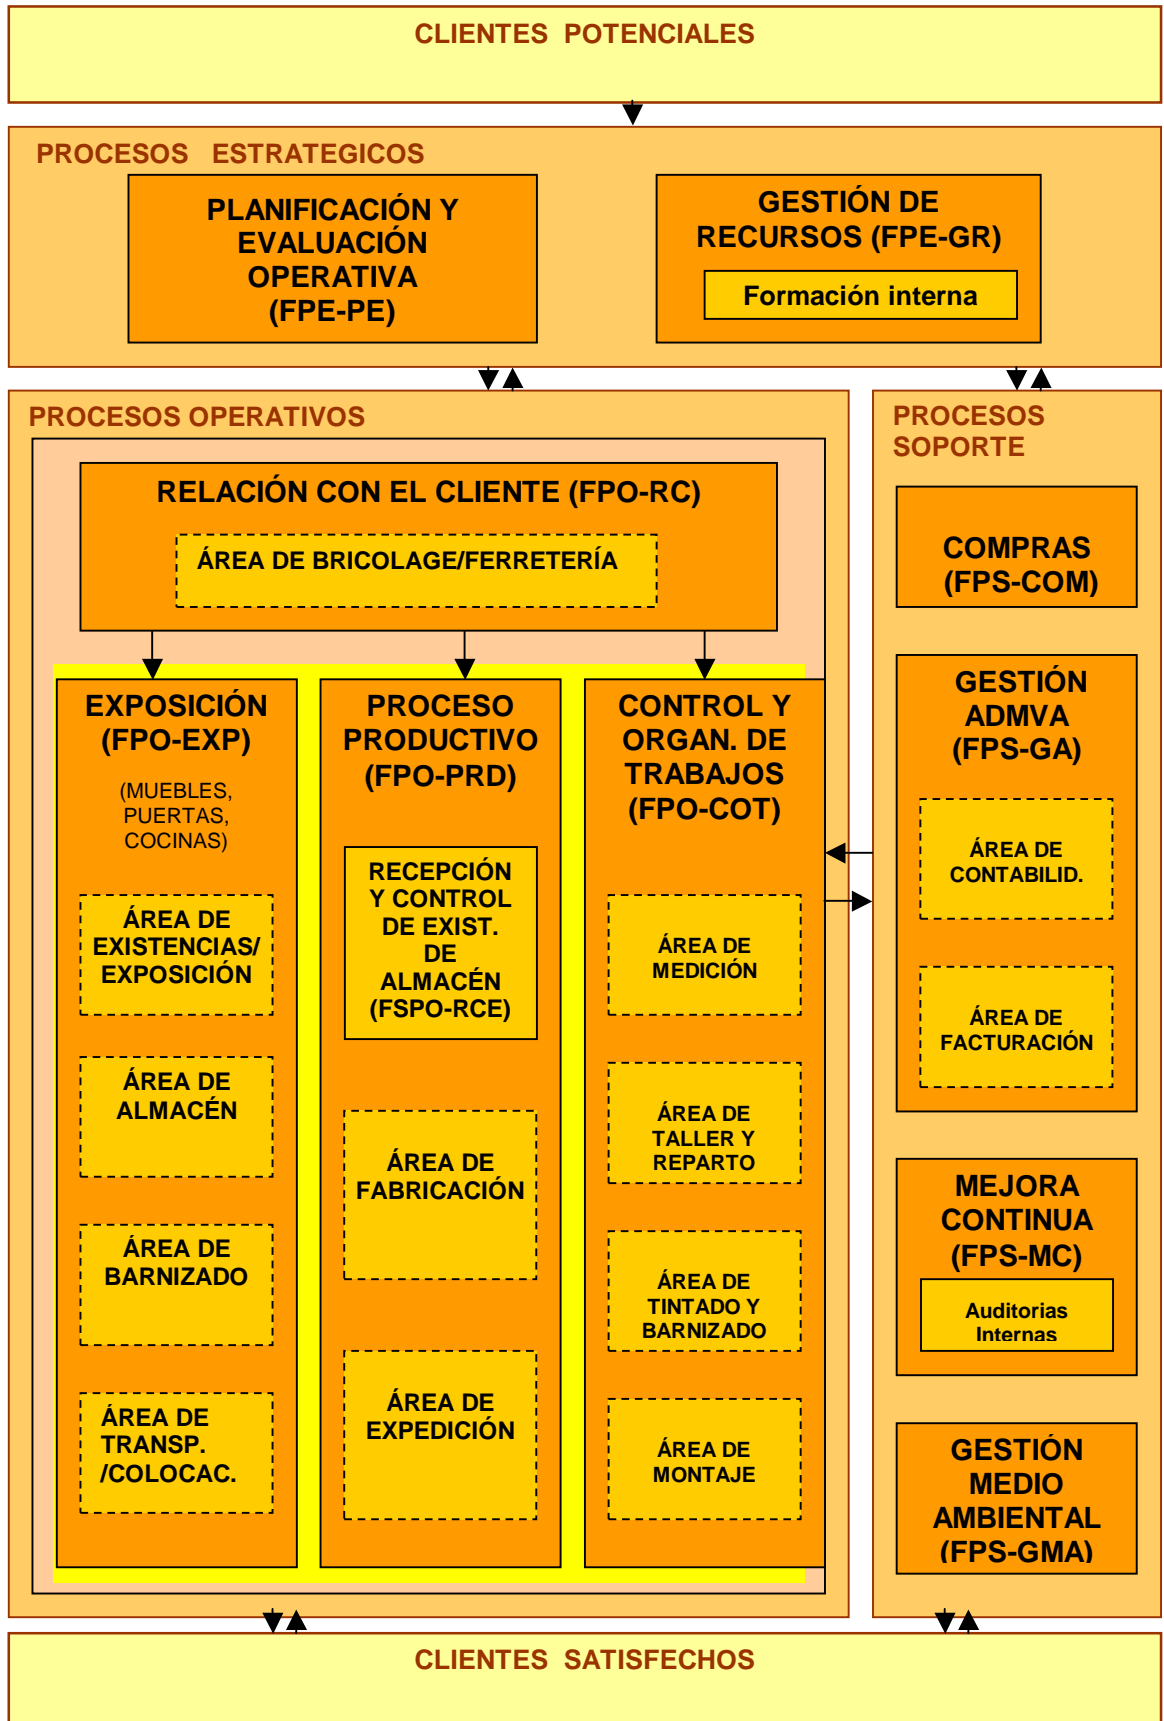 CLIENTES POTENCIALES
PROCESOS ESTRATEGICOS
PLANIFICACIÓN Y
EVALUACIÓN
OPERATIVA
(FPE-PE)
GESTIÓN DE
RECURSOS (FPE-GR)
Formación interna
PROCESOS OPERATIVOS
RELACIÓN CON EL CLIENTE (FPO-RC)
ÁREA DE BRICOLAGE/FERRETERÍA
EXPOSICIÓN
(FPO-EXP)
(MUEBLES,
PUERTAS,
COCINAS)
ÁREA DE
EXISTENCIAS/
EXPOSICIÓN
ÁREA DE
ALMACÉN
ÁREA DE
BARNIZADO
ÁREA DE
TRANSP.
/COLOCAC.
PROCESO
PRODUCTIVO
(FPO-PRD)
RECEPCIÓN
Y CONTROL
DE EXIST.
DE
ALMACÉN
(FSPO-RCE)
ÁREA DE
FABRICACIÓN
ÁREA DE
EXPEDICIÓN
CONTROL Y
ORGAN. DE
TRABAJOS
(FPO-COT)
ÁREA DE
MEDICIÓN
ÁREA DE
TALLER Y
REPARTO
ÁREA DE
TINTADO Y
BARNIZADO
ÁREA DE
MONTAJE
PROCESOS
SOPORTE
COMPRAS
(FPS-COM)
GESTIÓN
ADMVA
(FPS-GA)
ÁREA DE
CONTABILID.
ÁREA DE
FACTURACIÓN
MEJORA
CONTINUA
(FPS-MC)
Auditorias
Internas
GESTIÓN
MEDIO
AMBIENTAL
(FPS-GMA)
CLIENTES SATISFECHOS